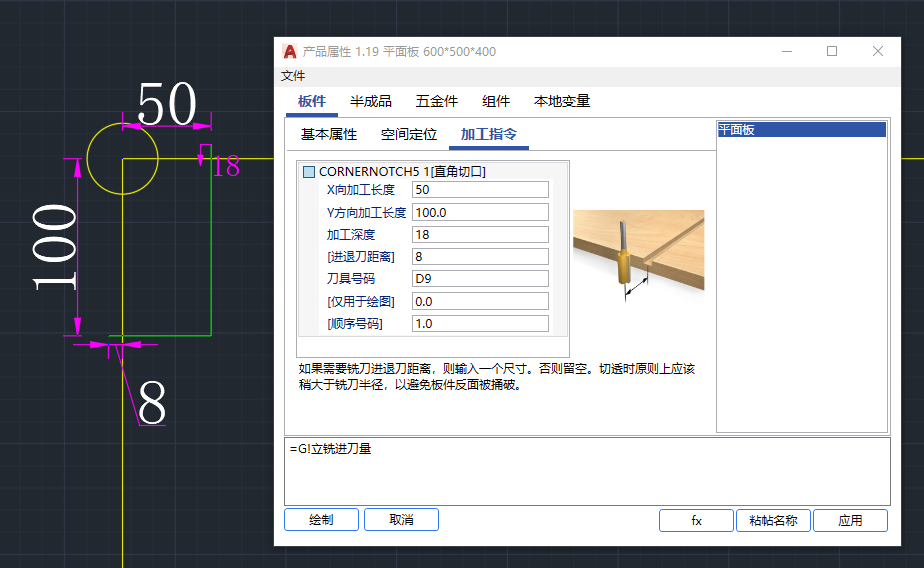 50
18
100
8
产品属性 1.19 平面板 600*500*400
文件
板件 半成品 五金件 组件 本地变量
基本属性 空间定位 加工指令
CORNERNOTCH5 1[直角切口]
X向加工长度 50
Y方向加工长度 100.0
加工深度 18
[进退刀距离] 8
刀具号码 D9
[仅用于绘图] 0.0
[顺序号码] 1.0
平面板
如果需要铣刀进退刀距离，则输入一个尺寸。否则留空。切透时原则上应该
稍大于铣刀半径，以避免板件反面被捅破。
=G!立铣进刀量
绘制 取消 fx 粘帖名称 应用